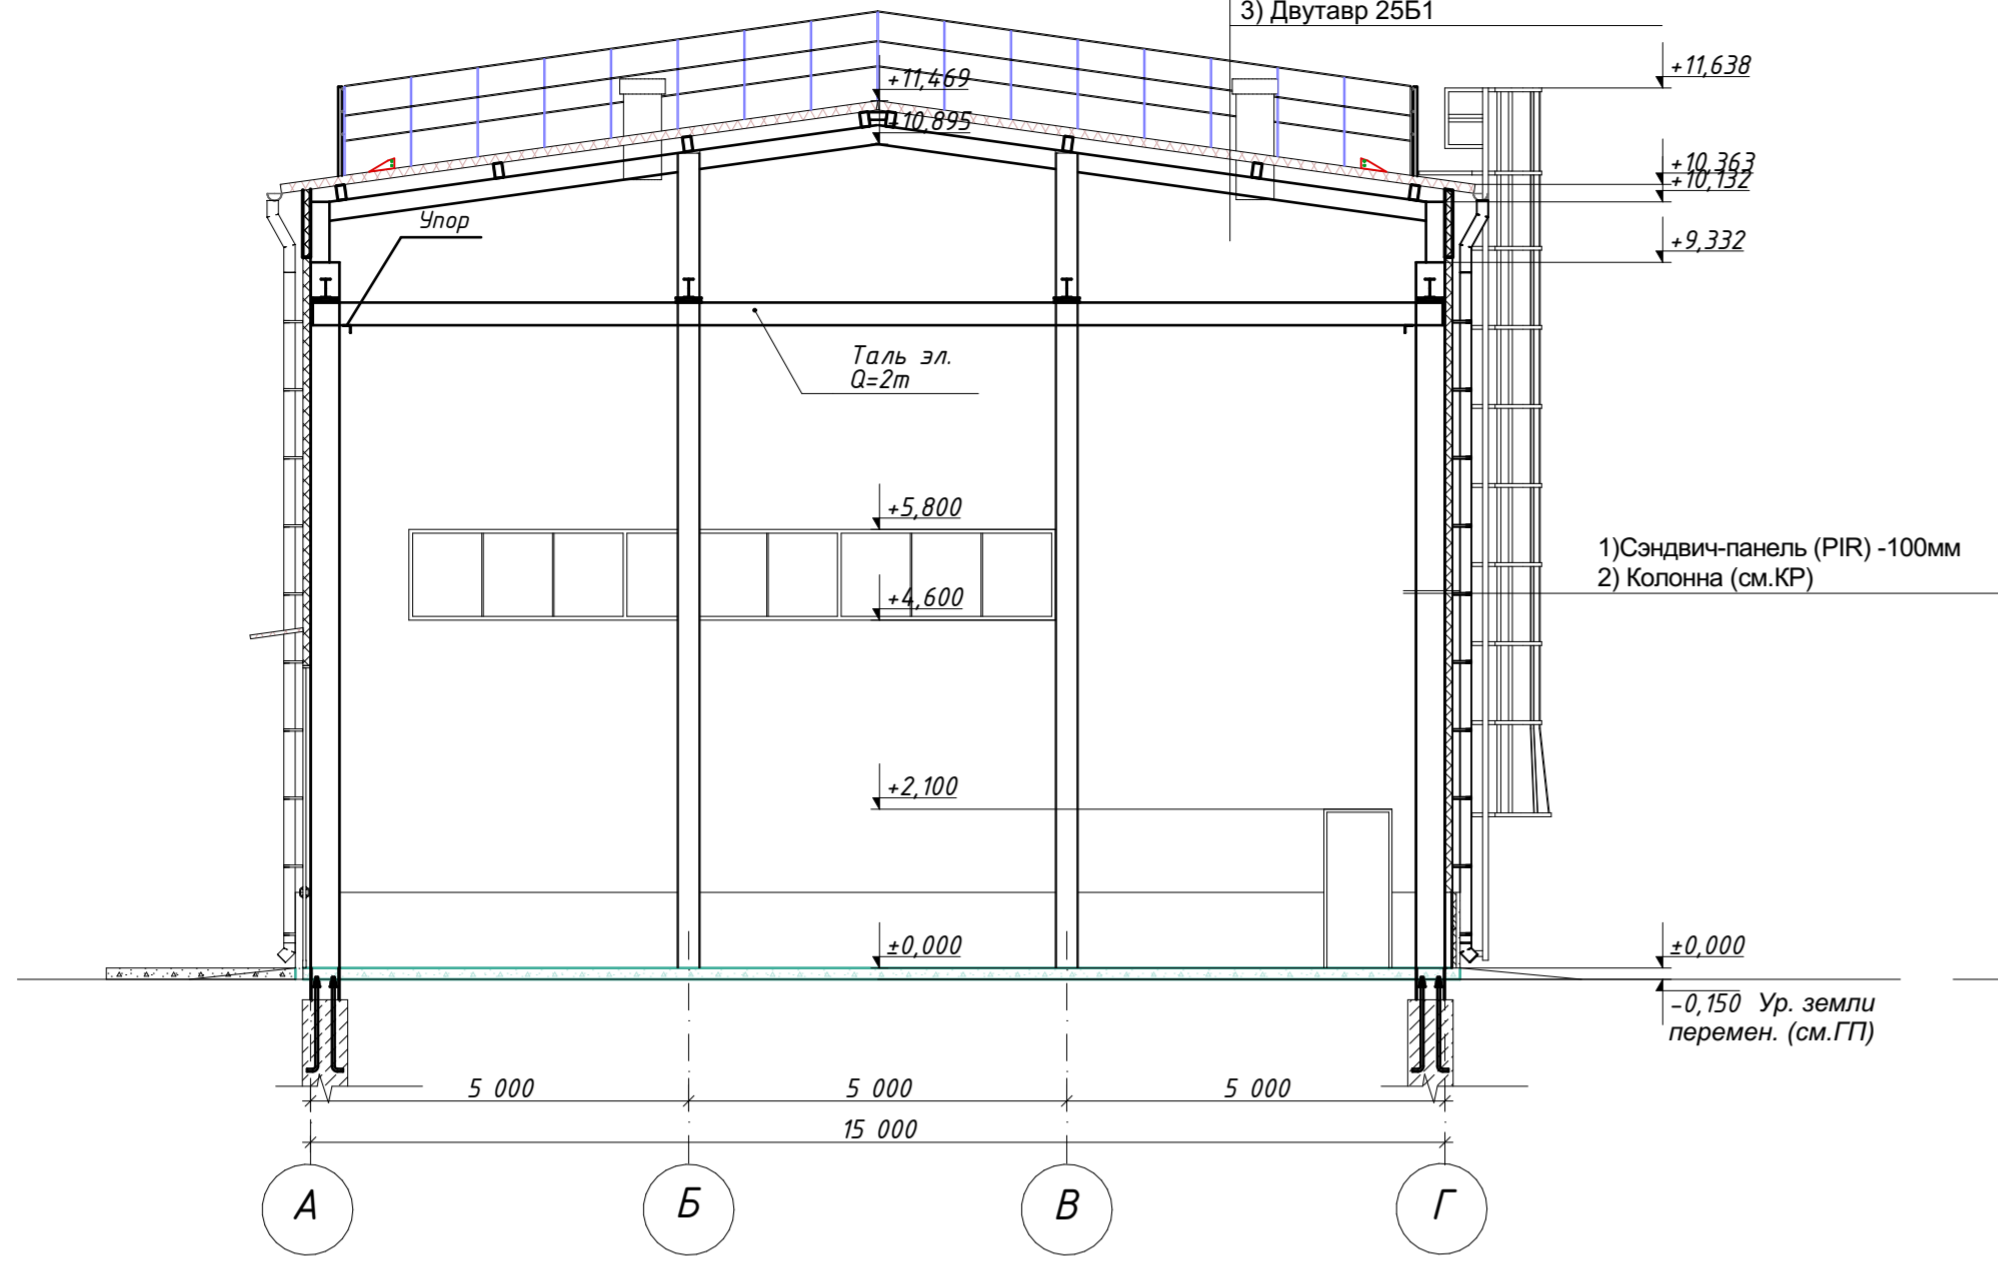 3) Двутавр 25Б1
+11,638
+11,469
+10,895
+10,363
+10,132
Упор
+9,332
Таль эл.
Q=2т
+5,800
1)Сэндвич-панель (PIR) -100мм
2) Колонна (см.КР)
+4,600
+2,100
±0,000
±0,000
-0,150 Ур. земли
перемен. (см.ГП)
5 000
5 000
5 000
15 000
А
Б
В
Г